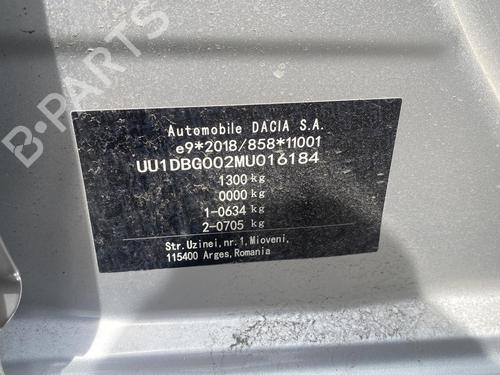 B-PARTS
Automobile DACIA S.A.
e9*2018/858*11001
UU1DBG002MU016184
1300 kg
0000 kg
1-0634 kg
2-0705 kg
Str. Uzinei, nr. 1, Mioveni,
115400 Arges, Romania